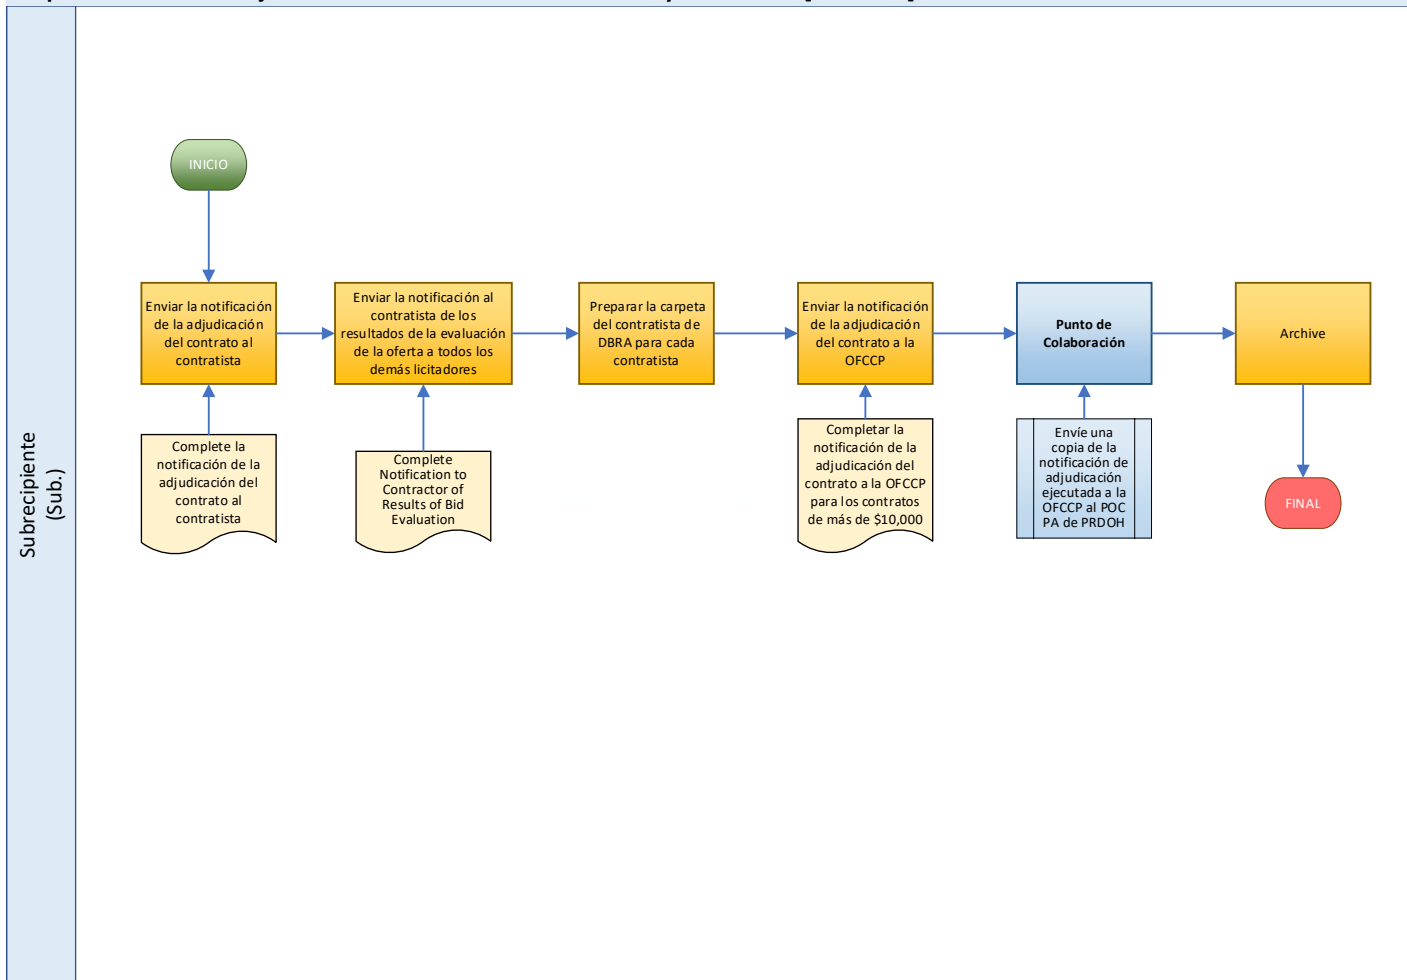 Subrecipiente
(Sub.)
INICIO
Enviar la notificación
de la adjudicación
del contrato al
contratista
Enviar la notificación al
contratista de los
resultados de la evaluación
de la oferta a todos los
demás licitadores
Preparar la carpeta
del contratista de
DBRA para cada
contratista
Enviar la notificación
de la adjudicación
del contrato a la
OFCCP
Punto de
Colaboración
Archive
Complete la
notificación de la
adjudicación del
contrato al
contratista
Complete
Notification to
Contractor of
Results of Bid
Evaluation
Completar la
notificación de la
adjudicación del
contrato a la OFCCP
para los contratos
de más de $10,000
Envíe una
copia de la
notificación de
adjudicación
ejecutada a la
OFCCP al POC
PA de PRDOH
FINAL